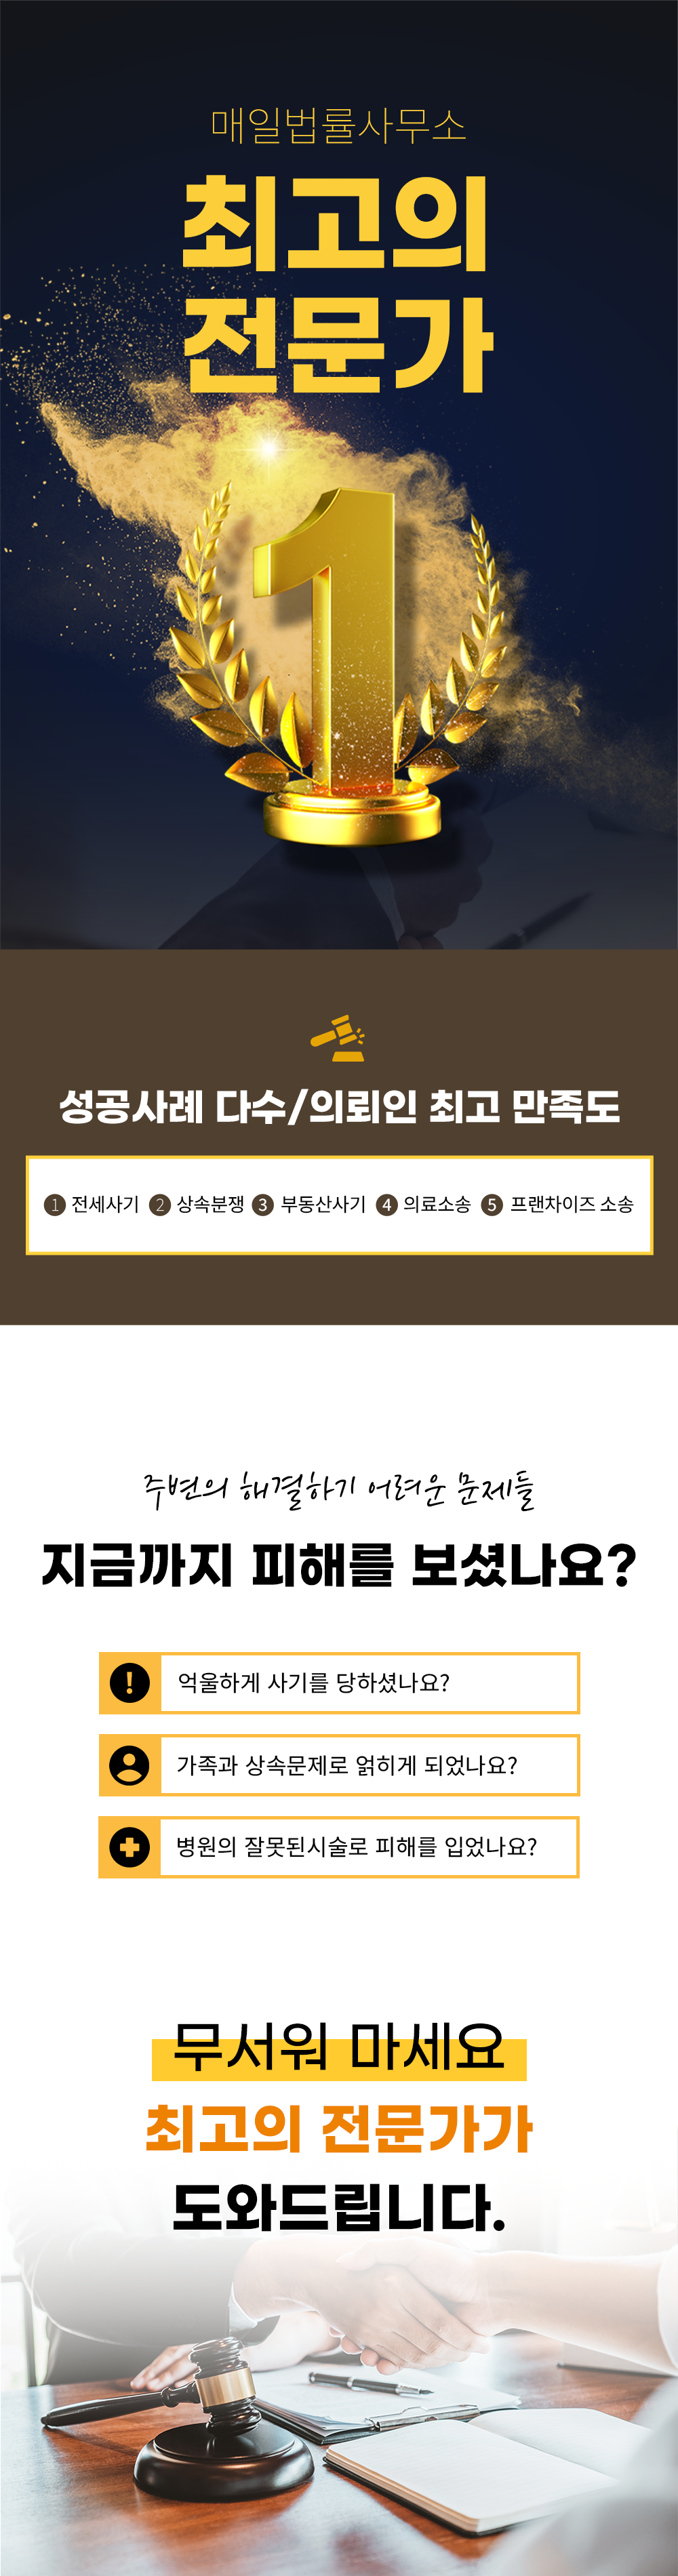 매일법률사무소
최고의
전문가
1
성공사례 다수/의뢰인 최고 만족도
1 전세사기 2 상속분쟁 3 부동산사기 4 의료소송 5 프랜차이즈 소송
주변의 해결하기 어려운 문제들
지금까지 피해를 보셨나요?
억울하게 사기를 당하셨나요?
가족과 상속문제로 얽히게 되었나요?
병원의 잘못된시술로 피해를 입었나요?
무서워 마세요
최고의 전문가가
도와드립니다.